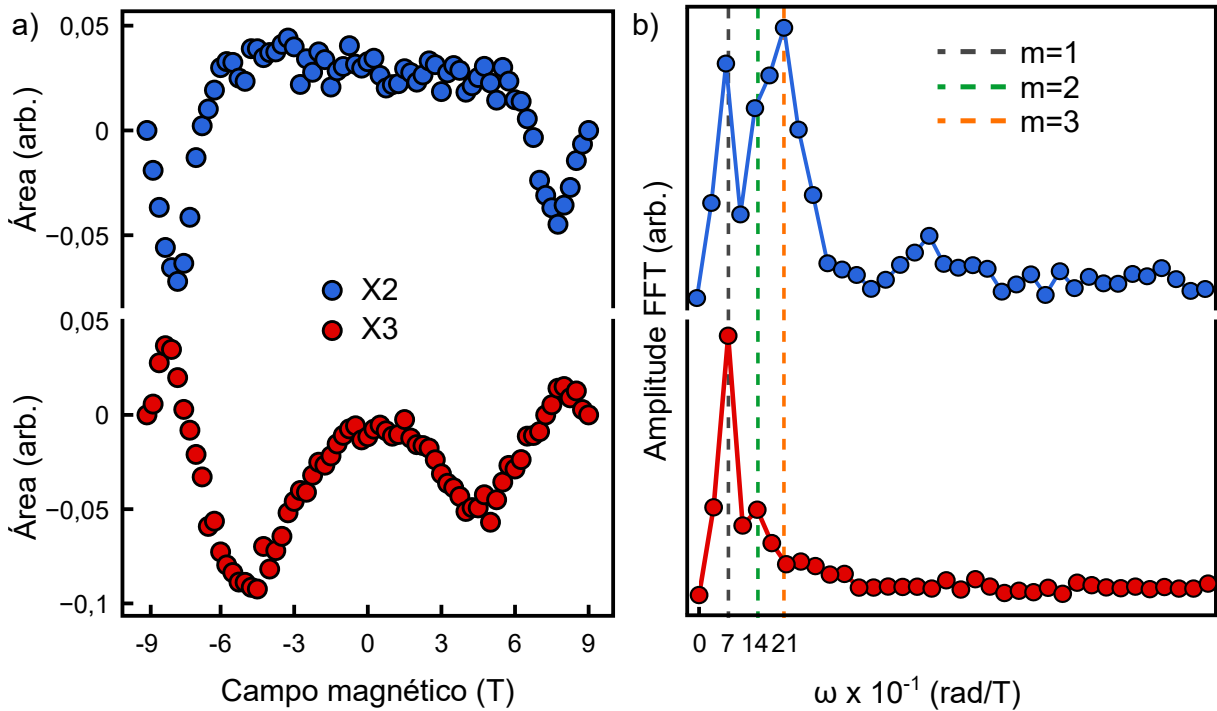 a)
0,05
0
−0,05
Área (arb.)
X2
X3
0,05
0
−0,05
−0,1
Área (arb.)
-9 -6 -3 0 3 6 9
Campo magnético (T)
b)
m=1
m=2
m=3
Amplitude FFT (arb.)
0 7 14 21
ω x 10⁻¹ (rad/T)